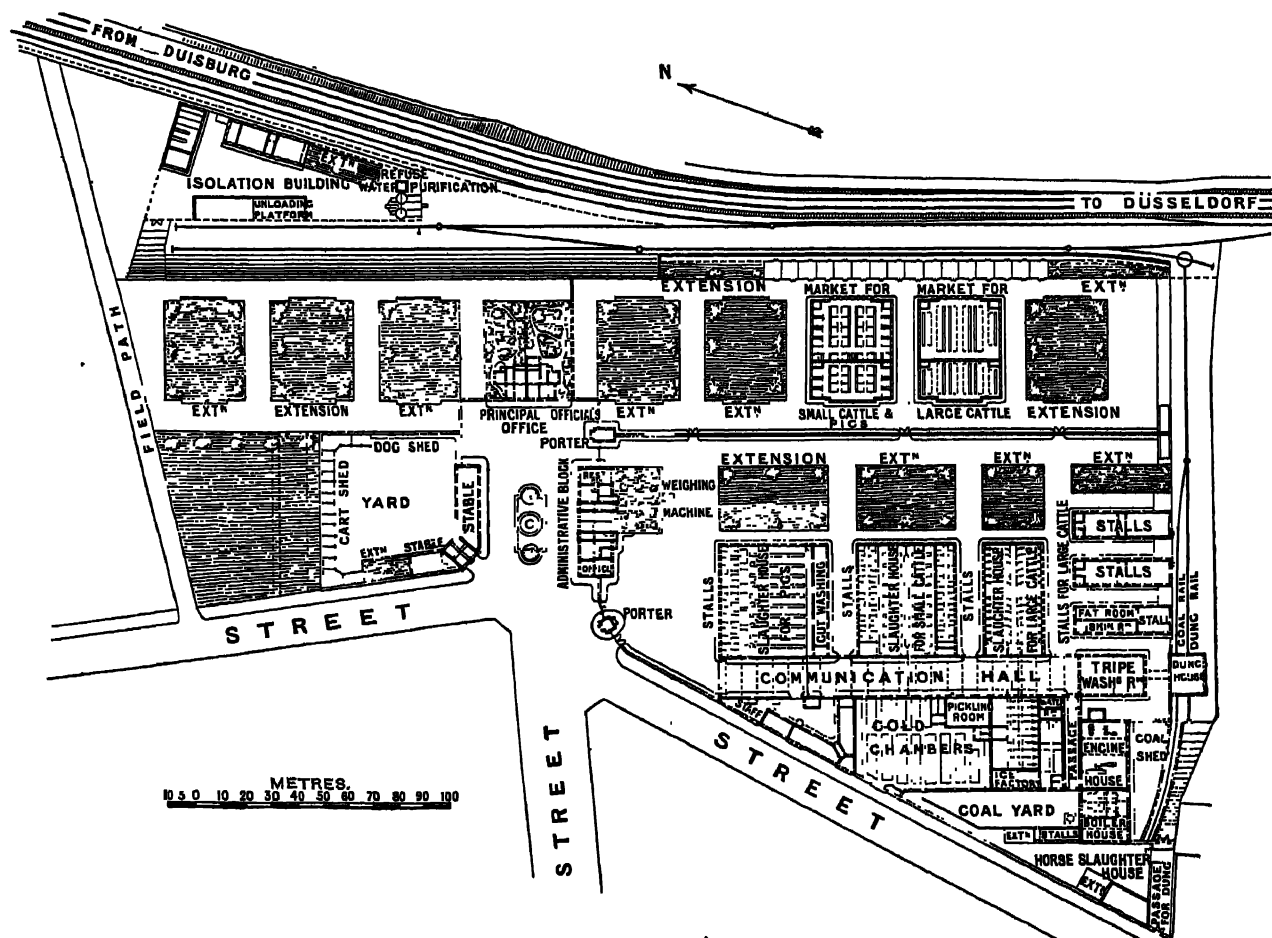 FROM DUISBURG
N
EXTN
REFUSE
WATER PURIFICATION
ISOLATION BUILDING
UNLOADING
PLATFORM
TO DÜSSELDORF
FIELD PATH
EXTENSION
MARKET FOR
MARKET FOR
EXTN
EXTN
EXTENSION
EXTN
PRINCIPAL OFFICIALS
OFFICE
EXTN
EXTN
SMALL CATTLE &
PIGS
LARGE CATTLE
EXTENSION
DOG SHED
CART SHED
YARD
STABLE
EXTN STABLE
PORTER
ADMINISTRATIVE BLOCK
WEIGHING
MACHINE
OFFICE
PORTER
EXTENSION
EXTN
EXTN
EXTN
STALLS
SLAUGHTER HOUSE
FOR PIGS
GUT WASHING
STALLS
SLAUGHTER HOUSE
FOR SMALL CATTLE
STALLS
SLAUGHTER HOUSE
FOR LARGE CATTLE
STALLS FOR LARGE CATTLE
STALLS
STALLS
FAT ROOM
SKIN RM
STALL
COAL RAIL
DUNG RAIL
COMMUNICATION HALL
TRIPE
WASHG RM
DUNG
HOUSE
STAFF
COLD
CHAMBERS
PICKLING
ROOM
ICE
FACTORY
PASSAGE
ENGINE
HOUSE
COAL
SHED
COAL YARD
BOILER
HOUSE
EXTN STALLS
HORSE SLAUGHTER
HOUSE
EXTN
PASSAGE
FOR DUNG
STREET
STREET
STREET
METRES.
10 5 0 10 20 30 40 50 60 70 80 90 100